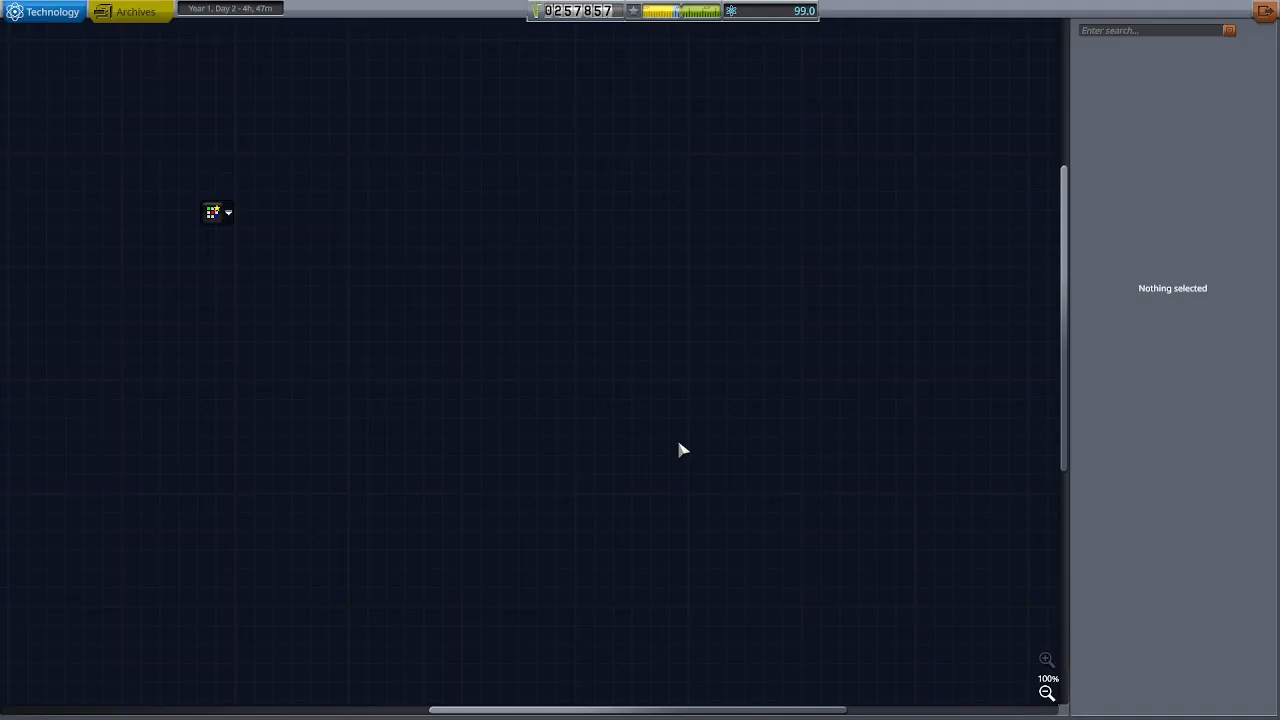 Technology
Archives
Year 1, Day 2 - 4h, 47m
0257857
99.0
Enter search...
Nothing selected
100%